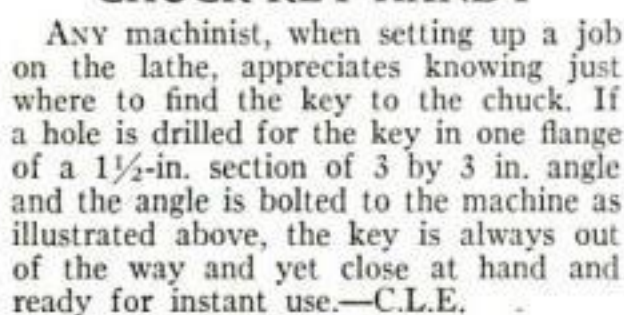 ANY machinist, when setting up a job
on the lathe, appreciates knowing just
where to find the key to the chuck. If
a hole is drilled for the key in one flange
of a 1½-in. section of 3 by 3 in. angle
and the angle is bolted to the machine as
illustrated above, the key is always out
of the way and yet close at hand and
ready for instant use.—C.L.E.